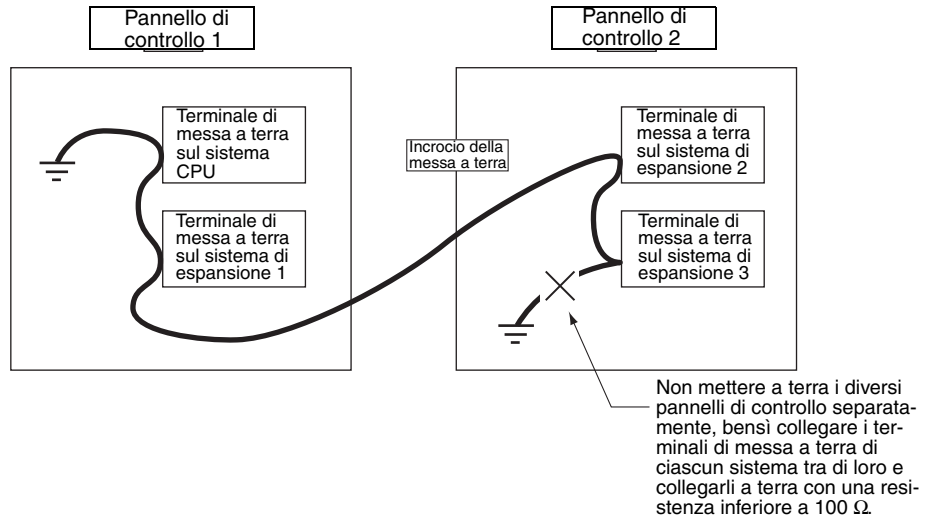 Pannello di
controllo 1
Pannello di
controllo 2
Terminale di
messa a terra
sul sistema
CPU
Terminale di
messa a terra
sul sistema di
espansione 1
Incrocio della
messa a terra
Terminale di
messa a terra
sul sistema di
espansione 2
Terminale di
messa a terra
sul sistema di
espansione 3
Non mettere a terra i diversi
pannelli di controllo separata-
mente, bensì collegare i ter-
minali di messa a terra di
ciascun sistema tra di loro e
collegarli a terra con una resi-
stenza inferiore a 100 Ω.